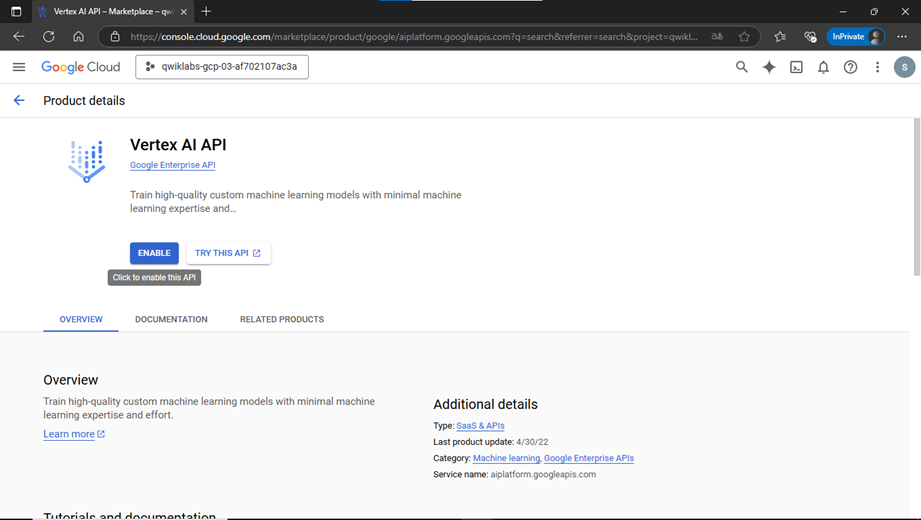 Vertex AI API – Marketplace – qwi
https://console.cloud.google.com/marketplace/product/google/aiplatform.googleapis.com?q=search&referrer=search&project=qwikl...
InPrivate
Google Cloud
qwiklabs-gcp-03-af702107ac3a
S
Product details
Vertex AI API
Google Enterprise API
Train high-quality custom machine learning models with minimal machine
learning expertise and…
ENABLE
TRY THIS API
Click to enable this API
OVERVIEW
DOCUMENTATION
RELATED PRODUCTS
Overview
Train high-quality custom machine learning models with minimal machine
learning expertise and effort.
Learn more
Additional details
Type: SaaS & APIs
Last product update: 4/30/22
Category: Machine learning, Google Enterprise APIs
Service name: aiplatform.googleapis.com
Tutorials and documentation